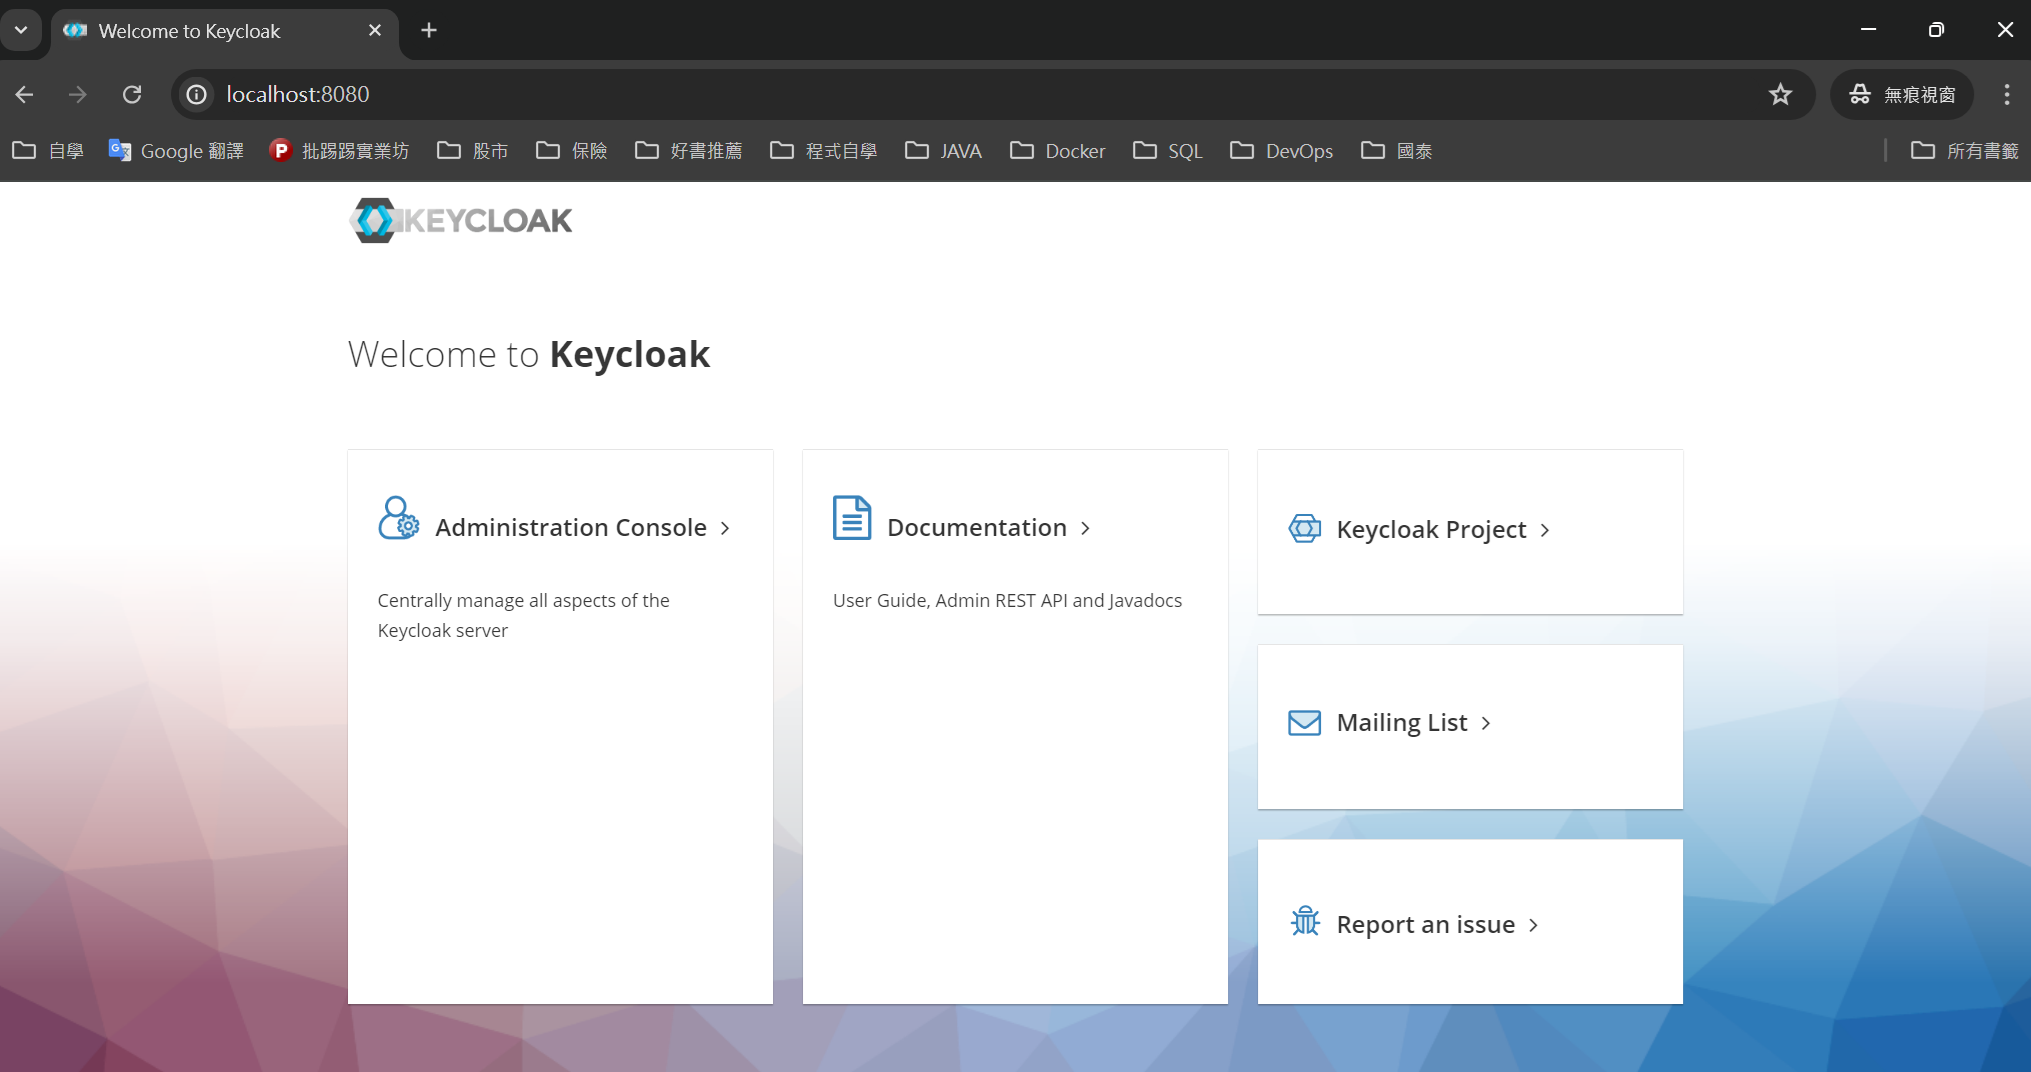 Welcome to Keycloak
localhost:8080
無痕視窗
自學 Google 翻譯 批踢踢實業坊 股市 保險 好書推薦 程式自學 JAVA Docker SQL DevOps 國泰 所有書籤
KEYCLOAK
Welcome to Keycloak
Administration Console
Centrally manage all aspects of the
Keycloak server
Documentation
User Guide, Admin REST API and Javadocs
Keycloak Project
Mailing List
Report an issue